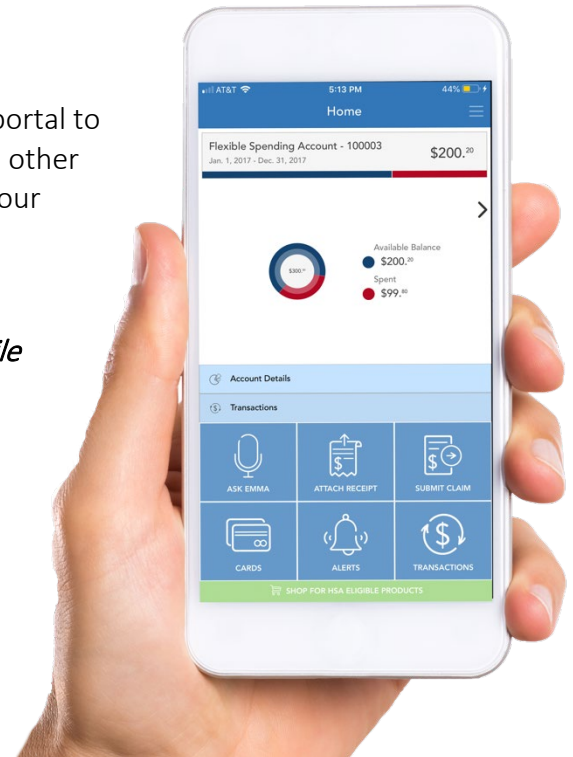 portal to
other
our
ile
AT&T 5:13 PM 44%
Home
Flexible Spending Account - 100003
Jan. 1, 2017 - Dec. 31, 2017
$200.20
Available Balance
$200.20
Spent
$99.80
Account Details
Transactions
ASK EMMA ATTACH RECEIPT SUBMIT CLAIM
CARDS ALERTS TRANSACTIONS
SHOP FOR HSA ELIGIBLE PRODUCTS